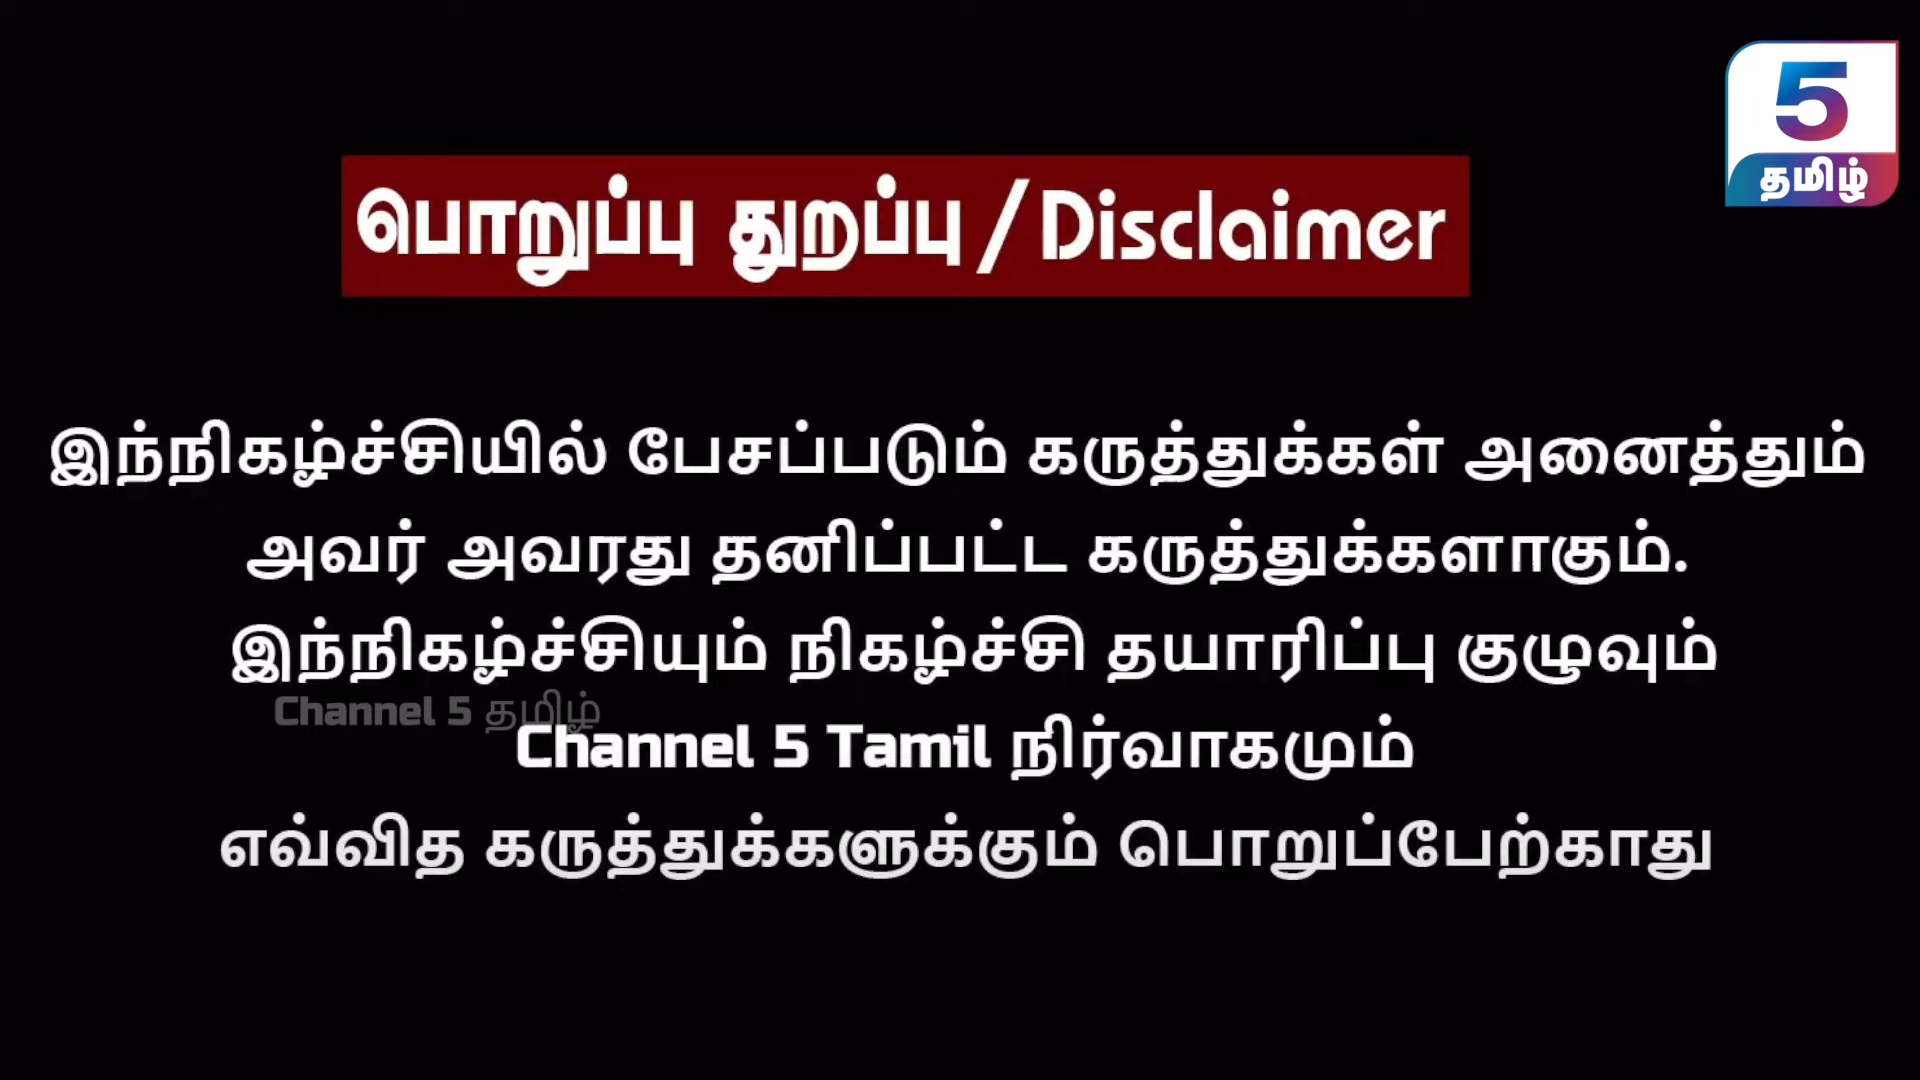 5
தமிழ்
பொறுப்பு துறப்பு/Disclaimer
இந்நிகழ்ச்சியில் பேசப்படும் கருத்துக்கள் அனைத்தும்
அவர் அவரது தனிப்பட்ட கருத்துக்களாகும்.
இந்நிகழ்ச்சியும் நிகழ்ச்சி தயாரிப்பு குழுவும்
Channel 5 தமிழ்
Channel 5 Tamil நிர்வாகமும்
எவ்வித கருத்துக்களுக்கும் பொறுப்பேற்காது